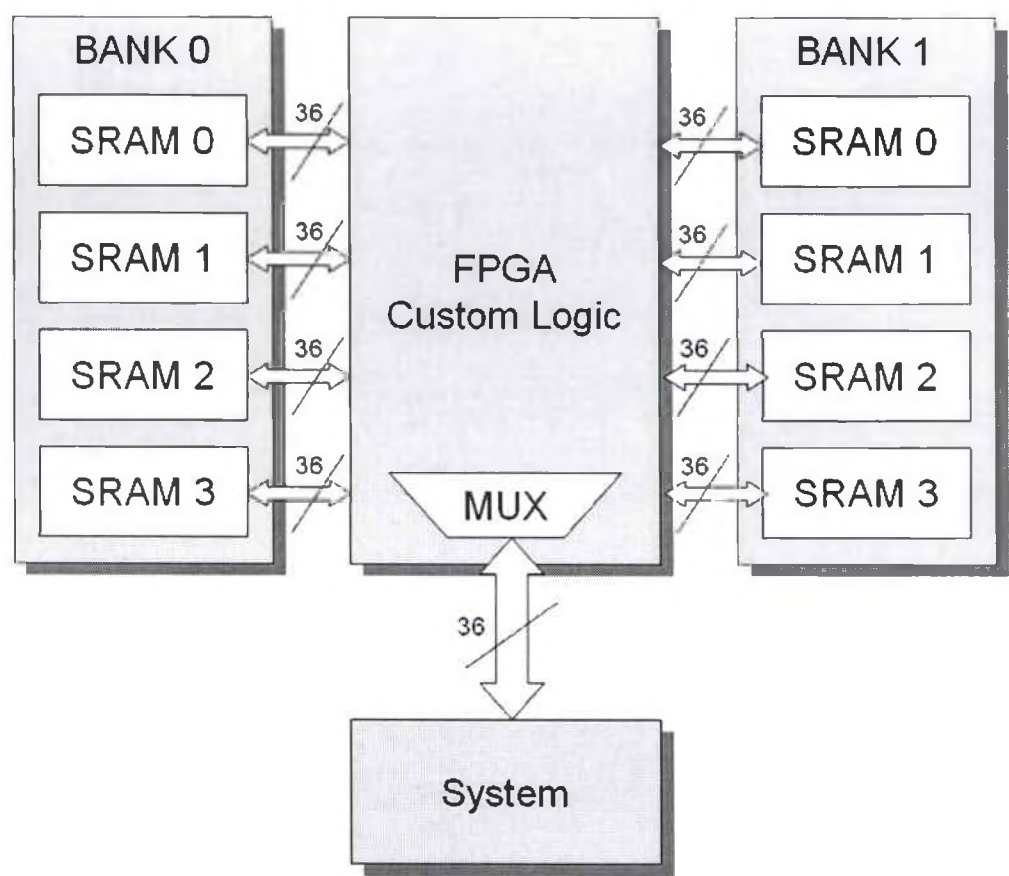 BANK 0
SRAM 0
36
SRAM 1
36
SRAM 2
36
SRAM 3
36
FPGA
Custom Logic
MUX
BANK 1
36
SRAM 0
36
SRAM 1
36
SRAM 2
36
SRAM 3
36
System